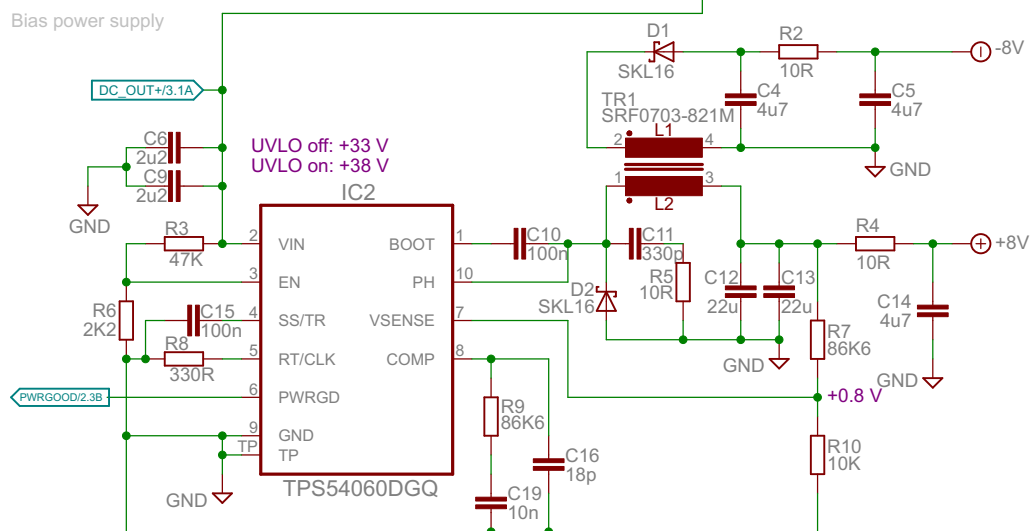 Bias power supply
D1
SKL16
R2
10R
-8V
DC_OUT+/3.1A
C4
4u7
C5
4u7
TR1
SRF0703-821M
2
L1
4
GND
C6
2u2
C9
2u2
UVLO off: +33 V
UVLO on: +38 V
1
L2
3
IC2
GND
R3
47K
2
VIN
BOOT
1
C10
100n
C11
330p
R4
10R
+8V
3
EN
PH
10
R5
10R
D2
SKL16
C12
22u
C13
22u
R6
2K2
C15
100n
4
SS/TR
VSENSE
7
C14
4u7
R7
86K6
R8
330R
5
RT/CLK
COMP
8
GND
GND
PWRGOOD/2.3B
6
PWRGD
+0.8 V
R9
86K6
9
GND
TP
TP
R10
10K
C16
18p
GND
TPS54060DGQ
C19
10n